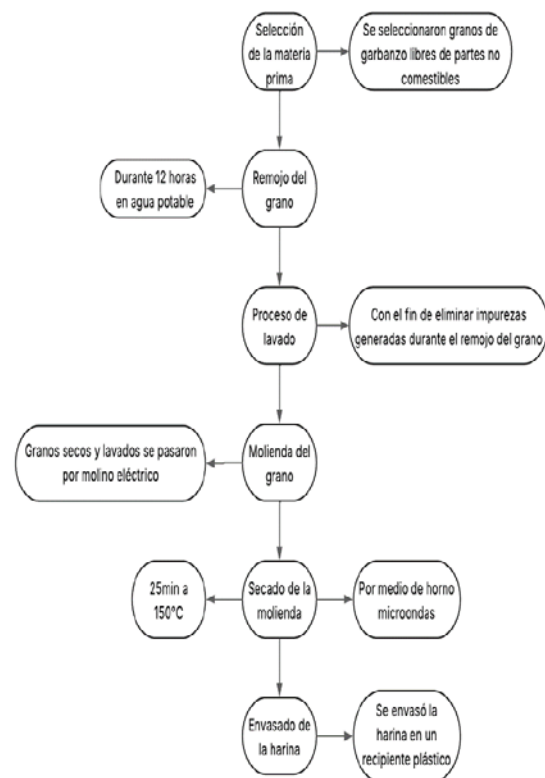 Selección
de la materia
prima
Se seleccionaron granos de
garbanzo libres de partes no
comestibles
Durante 12 horas
en agua potable
Remojo del
grano
Proceso de
lavado
Con el fin de eliminar impurezas
generadas durante el remojo del grano
Granos secos y lavados se pasaron
por molino eléctrico
Molienda del
grano
25min a
150°C
Secado de la
molienda
Por medio de horno
microondas
Envasado de
la harina
Se envasó la
harina en un
recipiente plástico